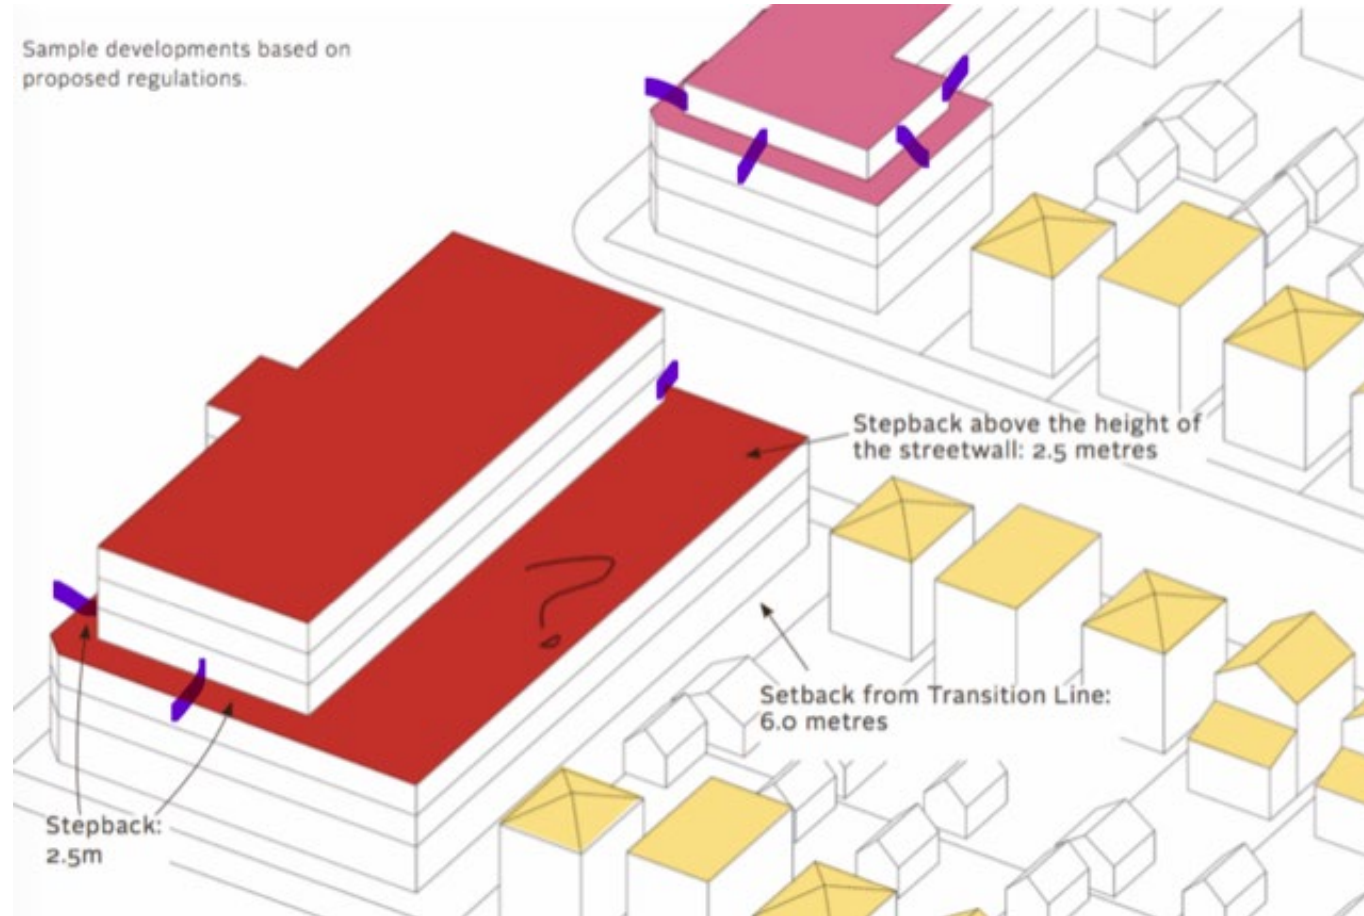 Sample developments based on
proposed regulations.
Stepback above the height of
the streetwall: 2.5 metres
?
Setback from Transition Line:
6.0 metres
Stepback:
2.5m